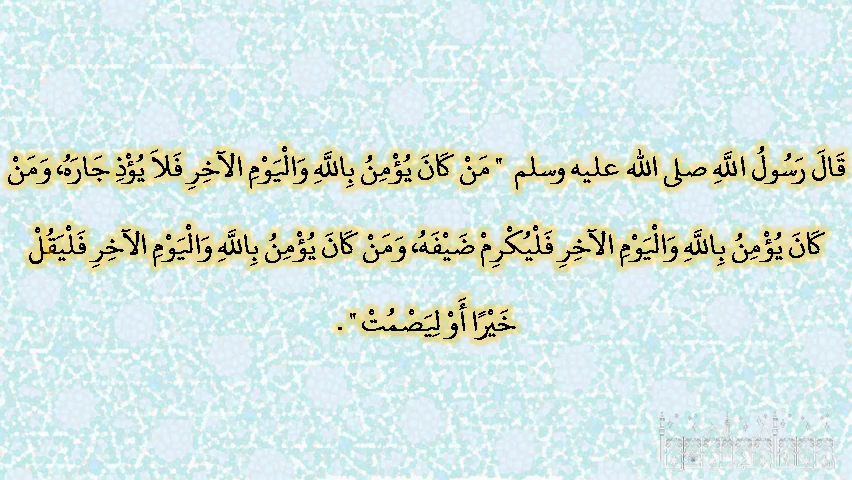 قَالَ رَسُولُ اللَّهِ صلى الله عليه وسلم ‏"‏ مَنْ كَانَ يُؤْمِنُ بِاللَّهِ وَالْيَوْمِ الآخِرِ فَلاَ يُؤْذِ جَارَهُ، وَمَنْ
كَانَ يُؤْمِنُ بِاللَّهِ وَالْيَوْمِ الآخِرِ فَلْيُكْرِمْ ضَيْفَهُ، وَمَنْ كَانَ يُؤْمِنُ بِاللَّهِ وَالْيَوْمِ الآخِرِ فَلْيَقُلْ
خَيْرًا أَوْ لِيَصْمُتْ ‏"‏‏.‏